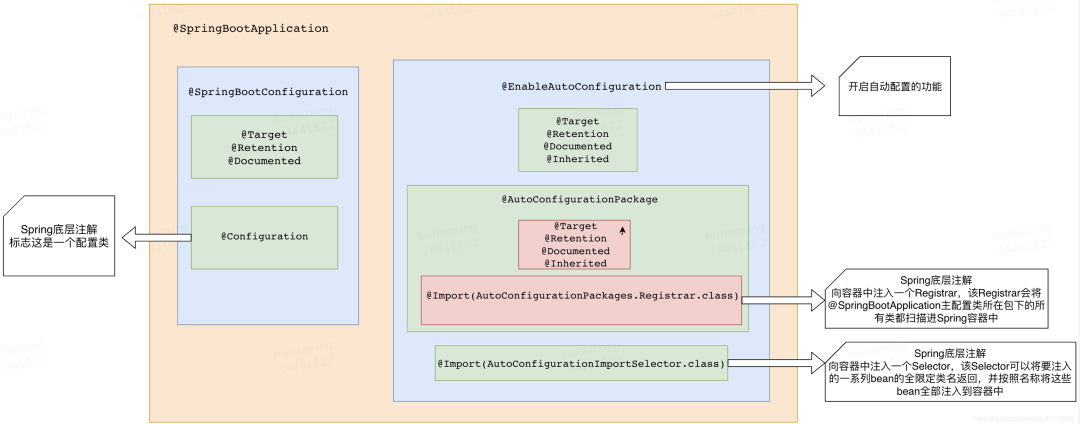 @SpringBootApplication
@SpringBootConfiguration
@Target
@Retention
@Documented
@Configuration
Spring底层注解
标志这是一个配置类
@EnableAutoConfiguration
开启自动配置的功能
@Target
@Retention
@Documented
@Inherited
@AutoConfigurationPackage
@Target
@Retention
@Documented
@Inherited
@Import(AutoConfigurationPackages.Registrar.class)
Spring底层注解
向容器中注入一个Registrar，该Registrar会将
@SpringBootApplication主配置类所在包下的所
有类都扫描进Spring容器中
@Import(AutoConfigurationImportSelector.class)
Spring底层注解
向容器中注入一个Selector，该Selector可以将要注入
的一系列bean的全限定类名返回，并按照名称将这些
bean全部注入到容器中